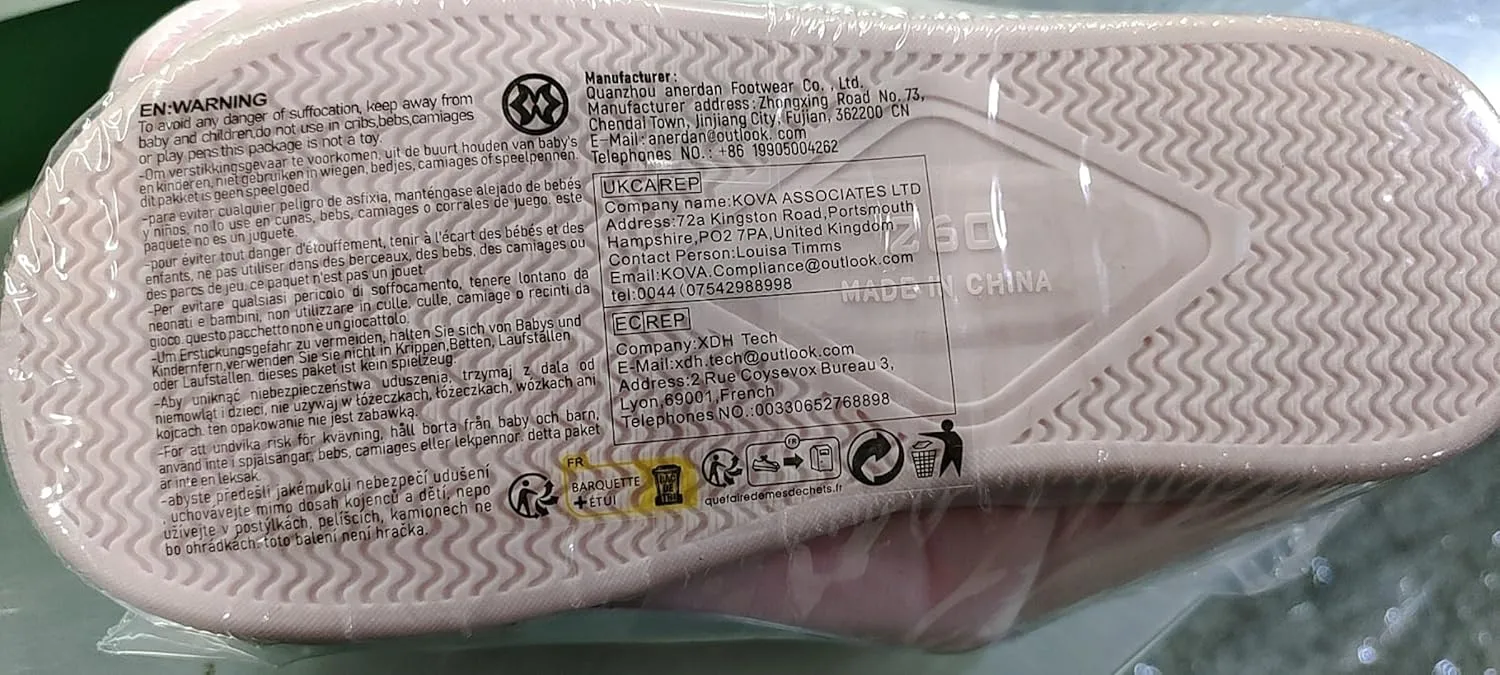 EN:WARNING
To avoid any danger of suffocation, keep away from
baby and children.do not use in cribs,bebs,camiages
or play pens.this package is not a toy.
-Om verstikkingsgevaar te voorkomen, uit de buurt houden van baby's
en kinderen, niet gebruiken in wiegen, bedjes, camiages of speelpennen.
dit pakket is geen speelgoed
-para evitar cualquier peligro de asfixia, manténgase alejado de bebés
y niños, no lo use en cunas, bebs, camiages o corrales de juego. este
paquete no es un juguete.
-pour éviter tout danger d'étouffement, tenir à l'écart des bébés et des
enfants, ne pas utiliser dans des berceaux, des bebs, des camiages ou
des parcs de jeu, ce paquet n'est pas un jouet.
-Per evitare qualsiasi pericolo di soffocamento, tenere lontano da
neonati e bambini, non utilizzare in culle, culle, camiage o recinti da
gioco. questo pacchetto non è un giocattolo.
-Um Erstickungsgefahr zu vermeiden, halten Sie sich von Babys und
Kindernfern,verwenden Sie sie nicht in Krippen,Betten, Laufställen
oder Laufställen. dieses paket ist kein spielzeug.
-Aby uniknąć niebezpieczeństwa uduszenia, trzymaj z dala od
niemowląt i dzieci, nie używaj w łóżeczkach, łóżeczkach, wózkach ani
kojcach. ten opakowanie nie jest zabawką.
-För att undvika risk för kvävning, håll borta från baby och barn,
använd inte i spjälsängar, bebs, camiages eller lekpennor. detta paket
är inte en leksak.
-abyste předešli jakémukoli nebezpečí udušení
, uchovávejte mimo dosah kojenců a dětí, nepo
užívejte v postýlkách, pelíšcích, kamionech ne
bo ohrádkách. toto balení není hračka.
Manufacturer:
Quanzhou anerdan Footwear Co., Ltd.
Manufacturer address:Zhongxing Road No.73,
Chendal Town, Jinjiang City, Fujian, 362200 CN
E-Mail: anerdan@outlook.com
Telephones NO.: +86 19905004262
UKCA REP
Company name:KOVA ASSOCIATES LTD
Address:72a Kingston Road,Portsmouth
Hampshire,PO2 7PA,United Kingdom
Contact Person:Louisa Timms
Email:KOVA.Compliance@outlook.com
tel:0044(07542988998
EC REP
Company:XDH Tech
E-Mail:xdh.tech@outlook.com
Address:2 Rue Coysevox Bureau 3,
Lyon,69001,French
Telephones NO.:00330652768898
260
MADE IN CHINA
FR
BARQUETTE
+ÉTUI
BAC
DE
TRI
FR
quefairedemesdechets.fr